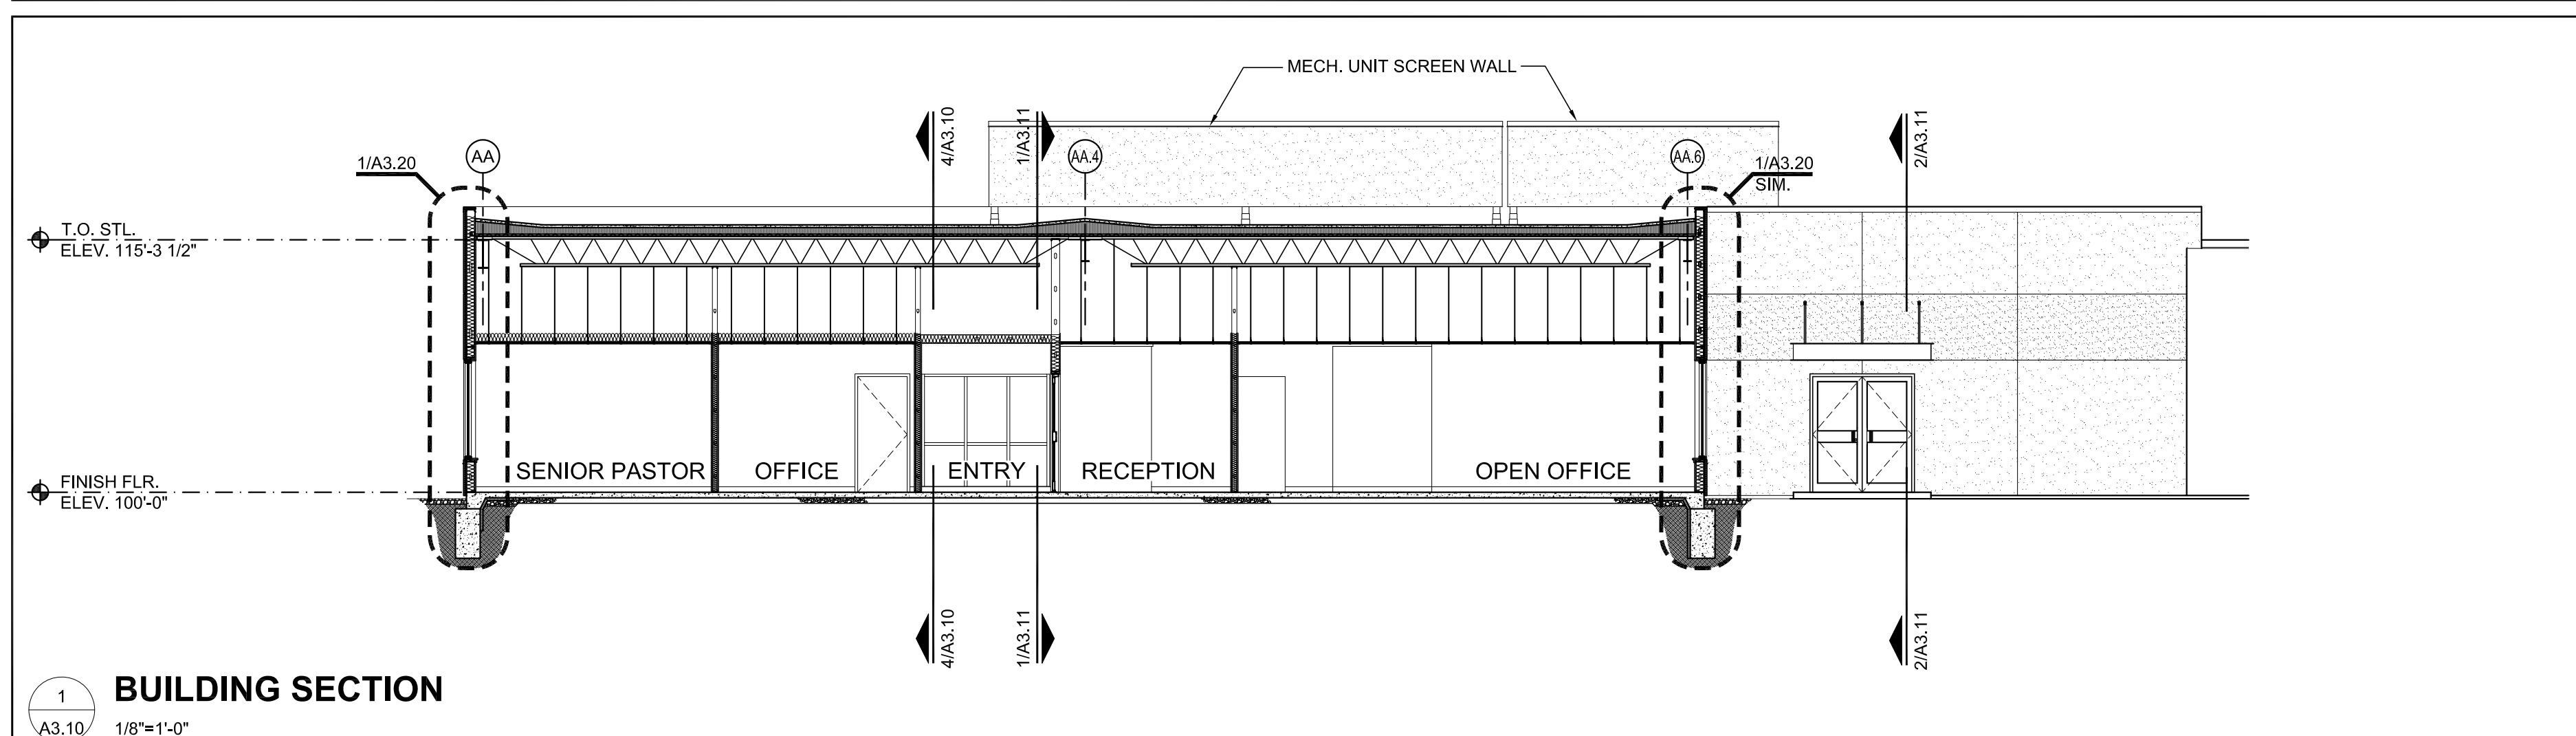 MECH. UNIT SCREEN WALL
4/A3.10
1/A3.11
2/A3.11
1/A3.20
AA
AA.4
AA.6
1/A3.20
SIM.
T.O. STL.
ELEV. 115'-3 1/2"
SENIOR PASTOR
OFFICE
ENTRY
RECEPTION
OPEN OFFICE
FINISH FLR.
ELEV. 100'-0"
4/A3.10
1/A3.11
2/A3.11
1
A3.10
BUILDING SECTION
1/8"=1'-0"